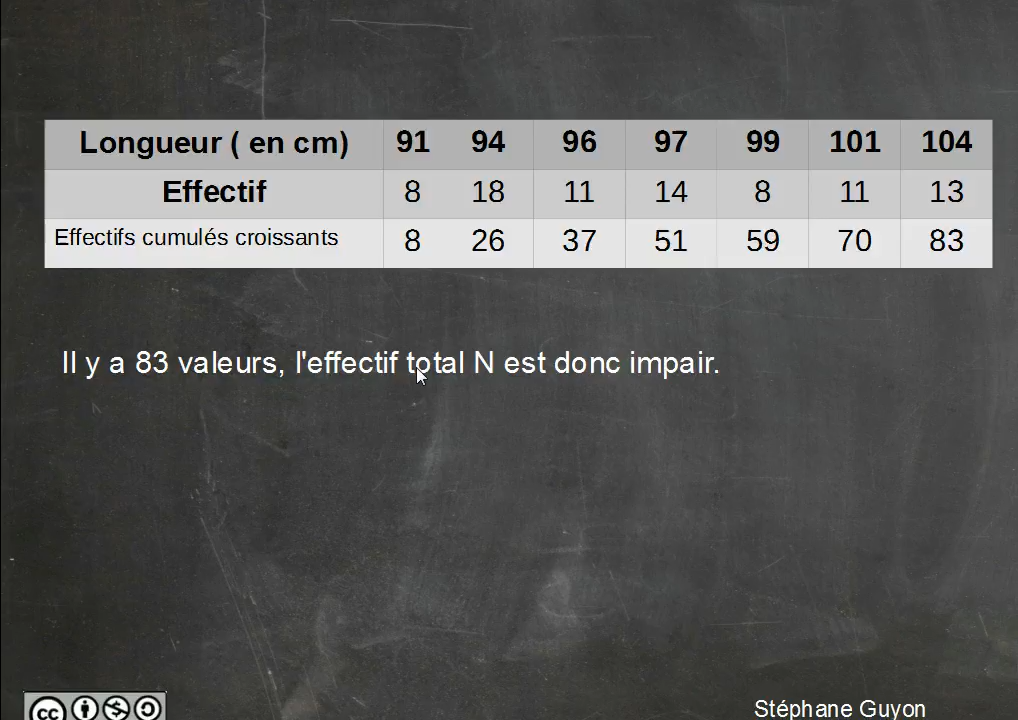 Longueur ( en cm) 91 94 96 97 99 101 104
Effectif 8 18 11 14 8 11 13
Effectifs cumulés croissants 8 26 37 51 59 70 83
Il y a 83 valeurs, l'effectif total N est donc impair.
cc
Stéphane Guyon